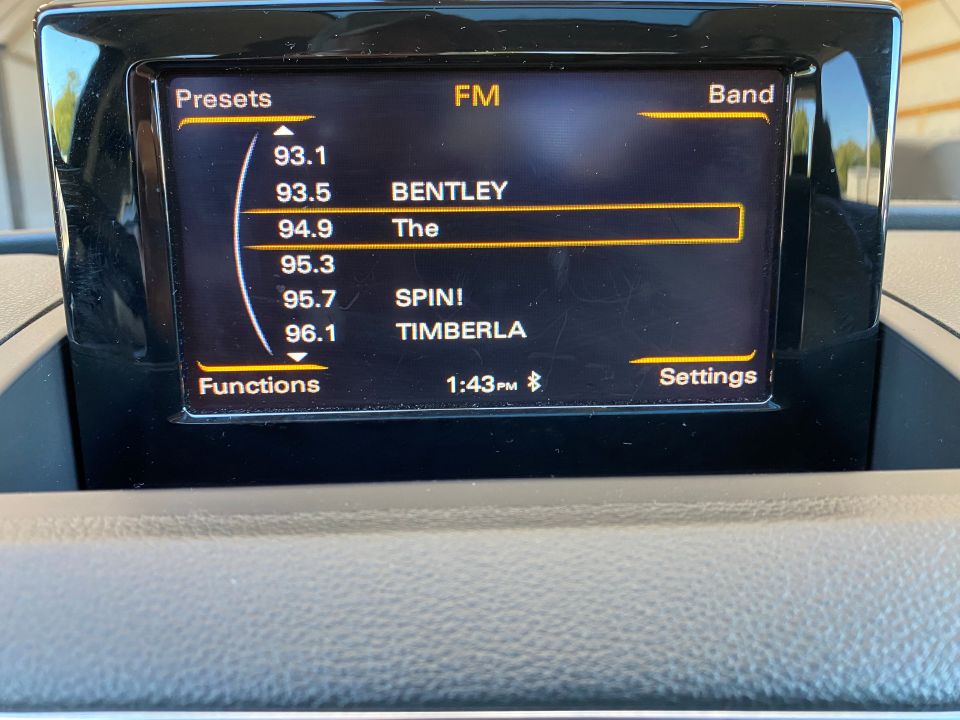 Presets FM Band
93.1
93.5 BENTLEY
94.9 The
95.3
95.7 SPIN!
96.1 TIMBERLA
Functions 1:43PM Settings